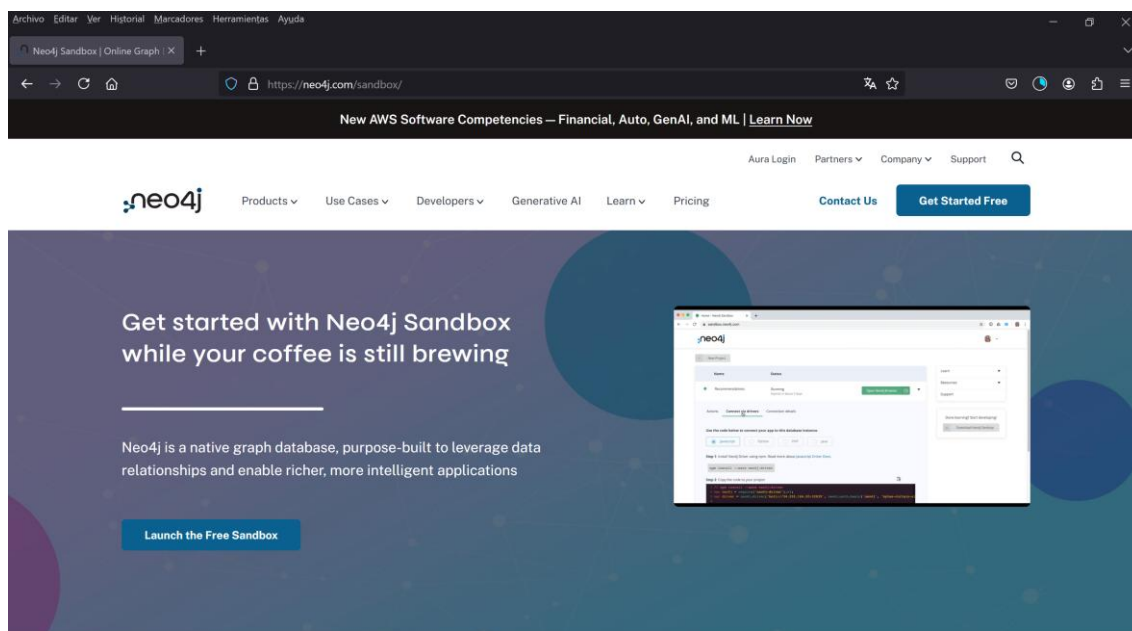 Archivo Editar Ver Historial Marcadores Herramientas Ayuda
Neo4j Sandbox | Online Graph |
https://neo4j.com/sandbox/
New AWS Software Competencies — Financial, Auto, GenAI, and ML | Learn Now
Aura Login Partners Company Support
neo4j Products Use Cases Developers Generative AI Learn Pricing Contact Us Get Started Free
Get started with Neo4j Sandbox
while your coffee is still brewing
Neo4j is a native graph database, purpose-built to leverage data
relationships and enable richer, more intelligent applications
Launch the Free Sandbox
neo4j